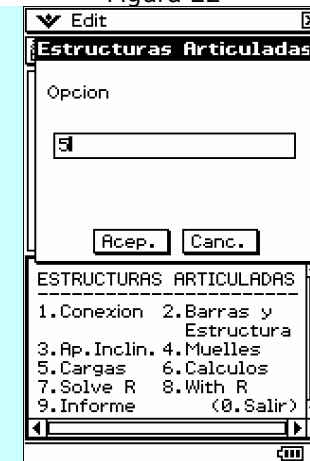 Figura 22
Edit
Estructuras Articuladas
Opcion
5
Acep. Canc.
ESTRUCTURAS ARTICULADAS
1.Conexion 2.Barras y
Estructura
3.Ap.Inclin. 4.Muelles
5.Cargas 6.Calculos
7.Solve R 8.With R
9.Informe (0.Salir)